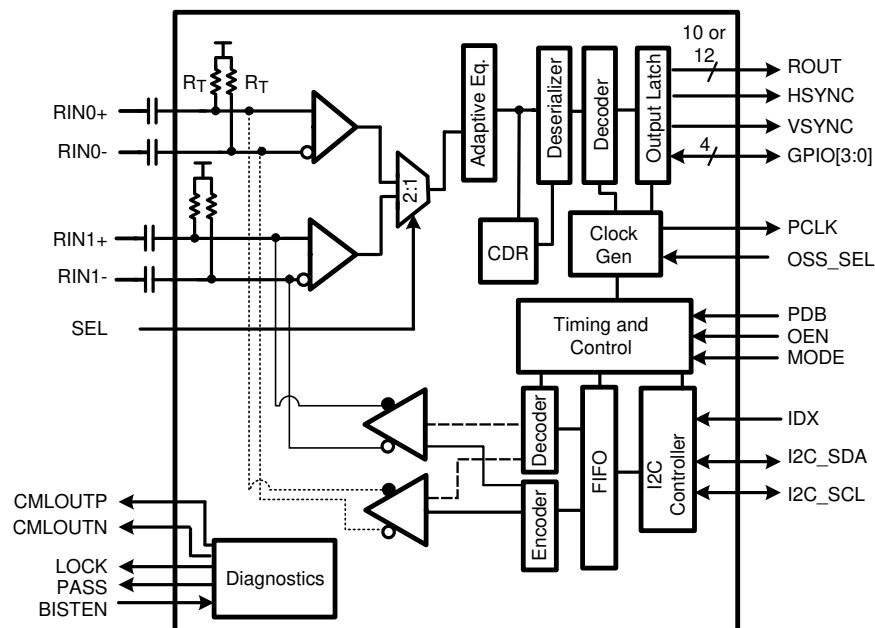 10 or
12
ROUT
HSYNC
VSYNC
4
GPIO[3:0]
RT RT
RIN0+
RIN0-
RIN1+
RIN1-
SEL
2:1
Adaptive Eq.
Deserializer
Decoder
Output Latch
CDR
Clock
Gen
PCLK
OSS_SEL
Timing and
Control
PDB
OEN
MODE
Decoder
Encoder
FIFO
I2C
Controller
IDX
I2C_SDA
I2C_SCL
CMLOUTP
CMLOUTN
LOCK
PASS
BISTEN
Diagnostics